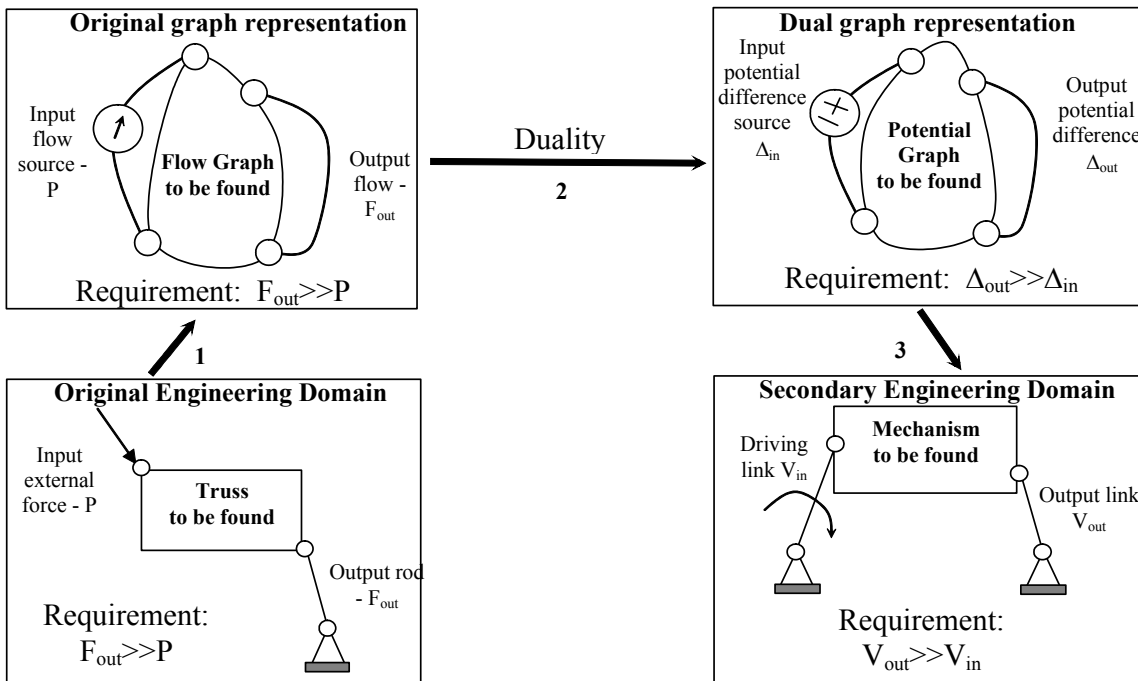 Original graph representation
Input
flow
source -
P
Flow Graph
to be found
Output
flow -
F_out
Requirement: F_out>>P
Duality
2
Dual graph representation
Input
potential
difference
source
Δ_in
Potential
Graph
to be found
Output
potential
difference
Δ_out
Requirement: Δ_out>>Δ_in
1
3
Original Engineering Domain
Input
external
force - P
Truss
to be found
Output rod
- F_out
Requirement:
F_out>>P
Secondary Engineering Domain
Driving
link V_in
Mechanism
to be found
Output link
V_out
Requirement:
V_out>>V_in